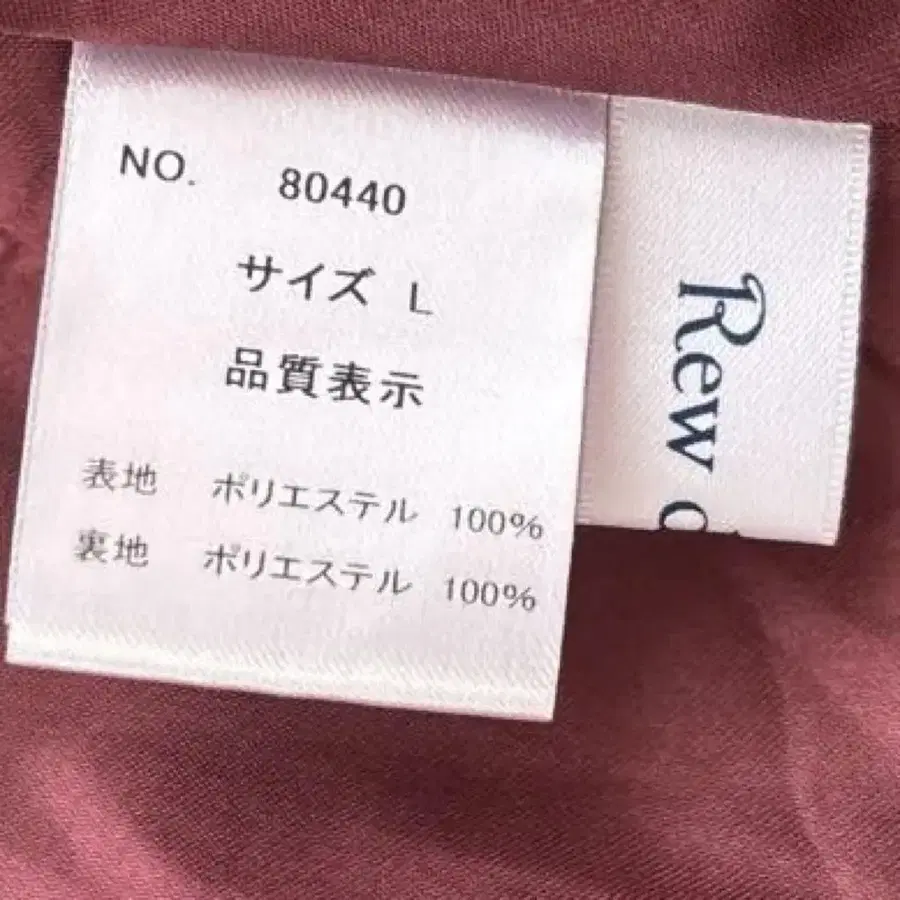 NO. 80440
サイズ L
品質表示
表地 ポリエステル 100%
裏地 ポリエステル 100%
Rew